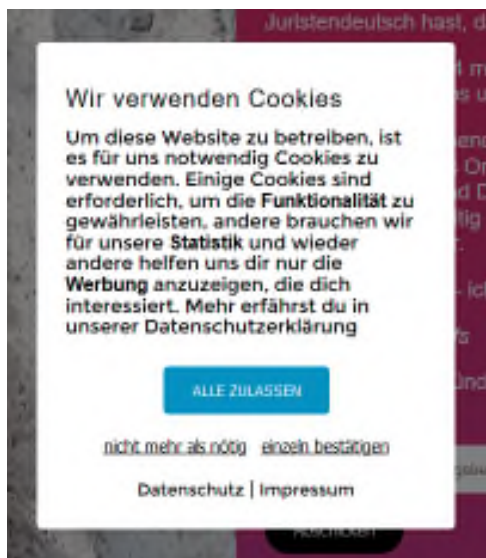 Juristendeutsch hast, d
Wir verwenden Cookies
Um diese Website zu betreiben, ist
es für uns notwendig Cookies zu
verwenden. Einige Cookies sind
erforderlich, um die Funktionalität zu
gewährleisten, andere brauchen wir
für unsere Statistik und wieder
andere helfen uns dir nur die
Werbung anzuzeigen, die dich
interessiert. Mehr erfährst du in
unserer Datenschutzerklärung
ALLE ZULASSEN
nicht mehr als nötig einzeln bestätigen
Datenschutz | Impressum